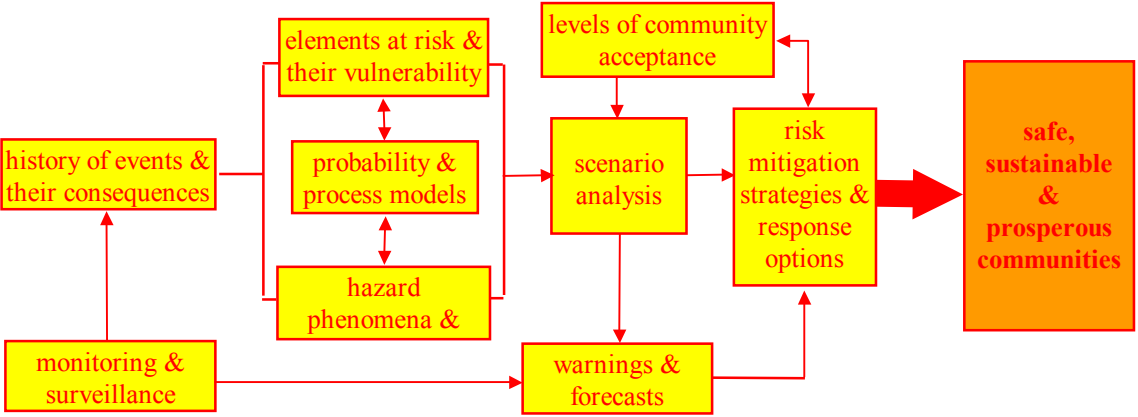 elements at risk &
their vulnerability
levels of community
acceptance
history of events &
their consequences
probability &
process models
scenario
analysis
risk
mitigation
strategies &
response
options
safe,
sustainable
&
prosperous
communities
hazard
phenomena &
monitoring &
surveillance
warnings &
forecasts